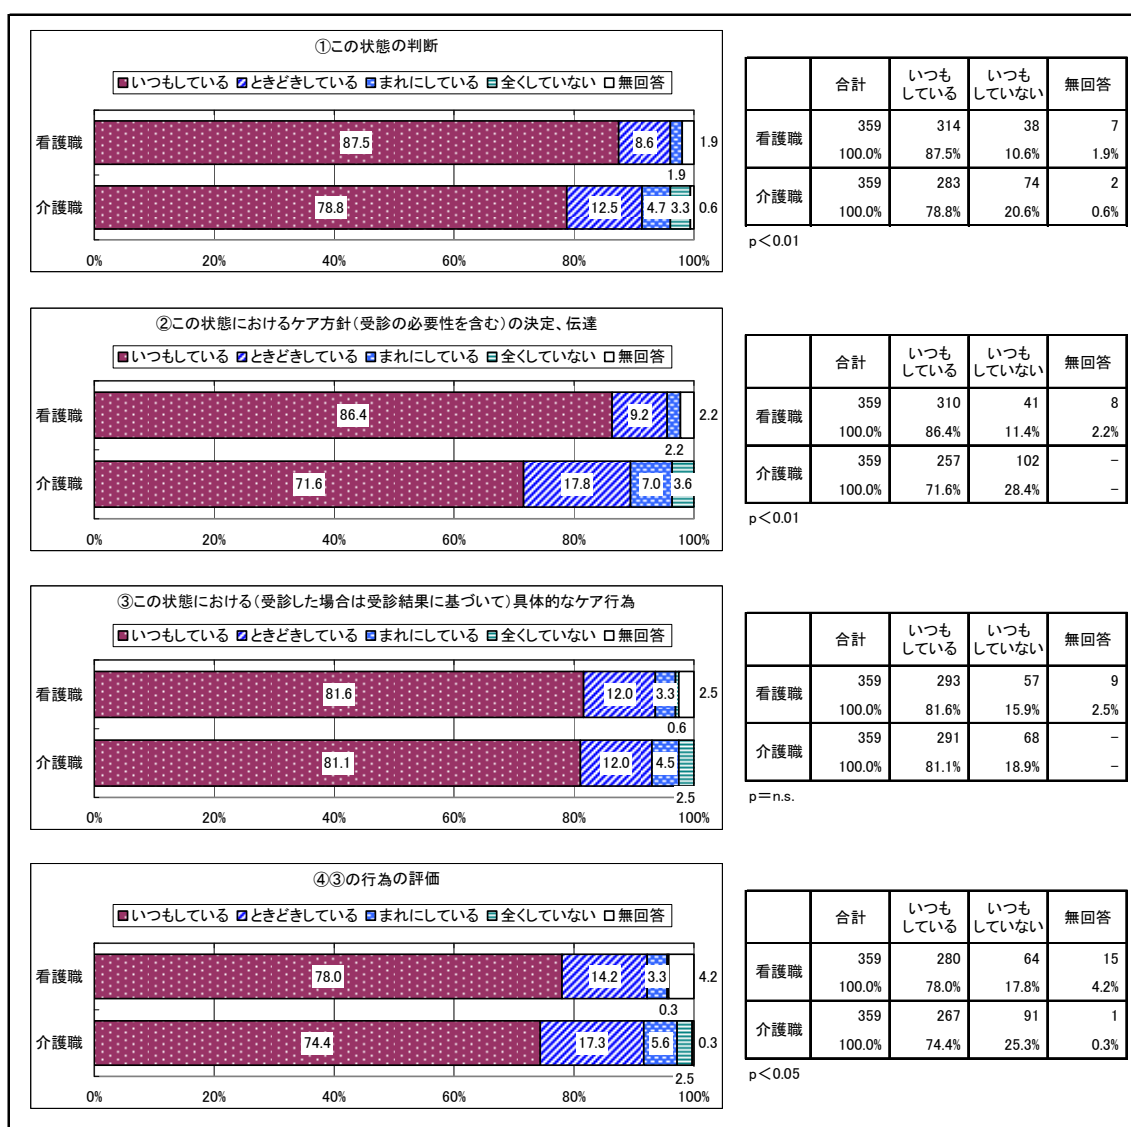 ①この状態の判断
いつもしている ときどきしている まれにしている 全くしていない 無回答
看護職 87.5 8.6 1.9
1.9
介護職 78.8 12.5 4.7 3.3 0.6
0% 20% 40% 60% 80% 100%
合計 いつもしている いつもしていない 無回答
看護職 359 314 38 7
100.0% 87.5% 10.6% 1.9%
介護職 359 283 74 2
100.0% 78.8% 20.6% 0.6%
p＜0.01
②この状態におけるケア方針（受診の必要性を含む）の決定、伝達
いつもしている ときどきしている まれにしている 全くしていない 無回答
看護職 86.4 9.2 2.2
2.2
介護職 71.6 17.8 7.0 3.6
0% 20% 40% 60% 80% 100%
合計 いつもしている いつもしていない 無回答
看護職 359 310 41 8
100.0% 86.4% 11.4% 2.2%
介護職 359 257 102 －
100.0% 71.6% 28.4% －
p＜0.01
③この状態における（受診した場合は受診結果に基づいて）具体的なケア行為
いつもしている ときどきしている まれにしている 全くしていない 無回答
看護職 81.6 12.0 3.3 2.5
0.6
介護職 81.1 12.0 4.5
2.5
0% 20% 40% 60% 80% 100%
合計 いつもしている いつもしていない 無回答
看護職 359 293 57 9
100.0% 81.6% 15.9% 2.5%
介護職 359 291 68 －
100.0% 81.1% 18.9% －
p＝n.s.
④③の行為の評価
いつもしている ときどきしている まれにしている 全くしていない 無回答
看護職 78.0 14.2 3.3 4.2
0.3
介護職 74.4 17.3 5.6 0.3
2.5
0% 20% 40% 60% 80% 100%
合計 いつもしている いつもしていない 無回答
看護職 359 280 64 15
100.0% 78.0% 17.8% 4.2%
介護職 359 267 91 1
100.0% 74.4% 25.3% 0.3%
p＜0.05